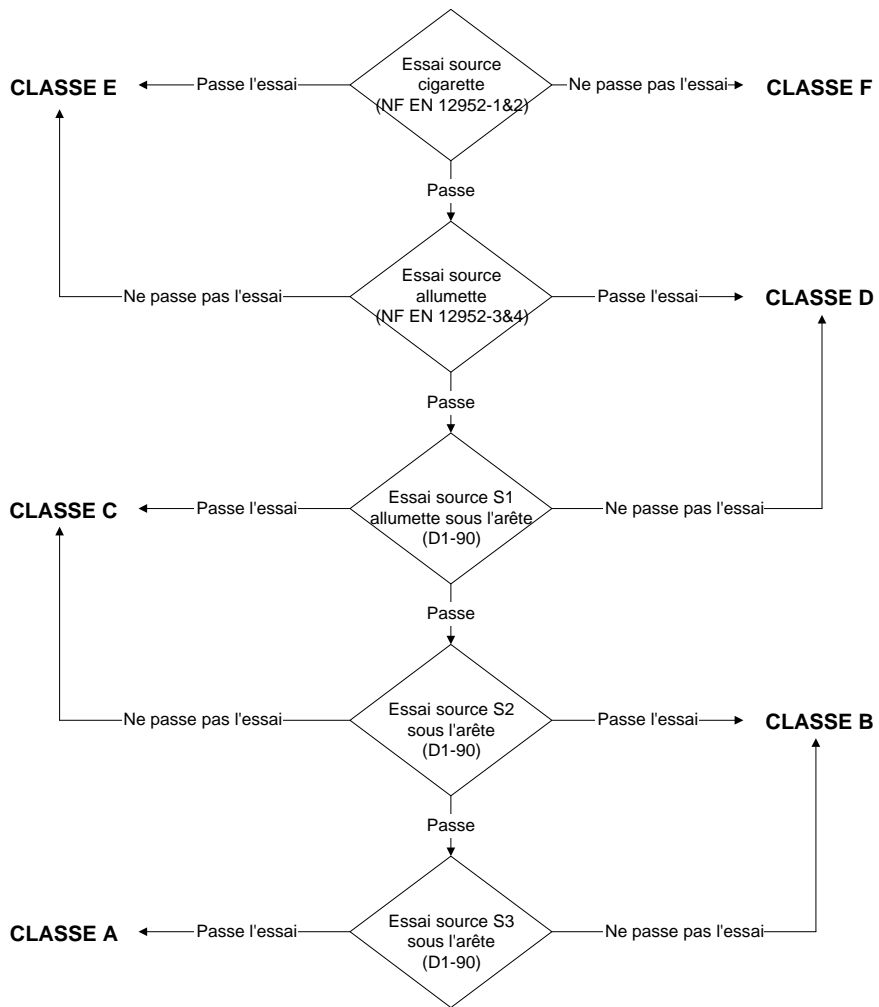 Essai source
cigarette
(NF EN 12952-1&2)
CLASSE E
Passe l'essai
Ne passe pas l'essai
CLASSE F
Passe
Essai source
allumette
(NF EN 12952-3&4)
Ne passe pas l'essai
Passe l'essai
CLASSE D
Passe
Essai source S1
allumette sous l'arête
(D1-90)
CLASSE C
Passe l'essai
Ne passe pas l'essai
Passe
Essai source S2
sous l'arête
(D1-90)
Ne passe pas l'essai
Passe l'essai
CLASSE B
Passe
Essai source S3
sous l'arête
(D1-90)
CLASSE A
Passe l'essai
Ne passe pas l'essai